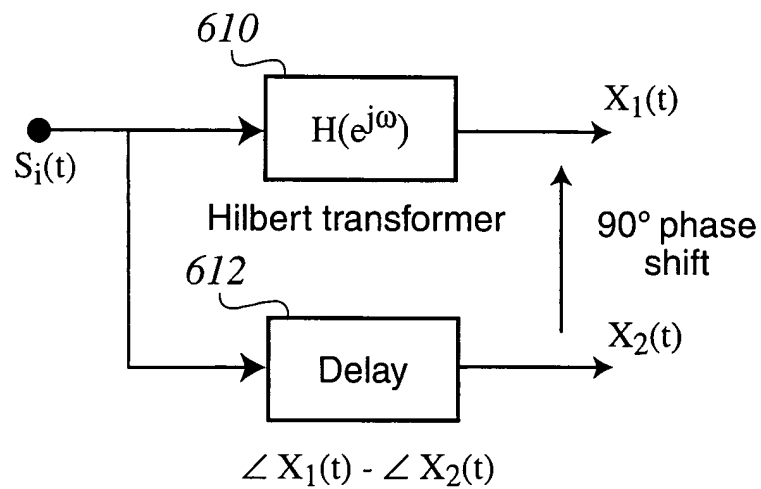 610
H(e^jω)
X₁(t)
Sᵢ(t)
Hilbert transformer
90° phase
shift
612
Delay
X₂(t)
∠ X₁(t) - ∠ X₂(t)